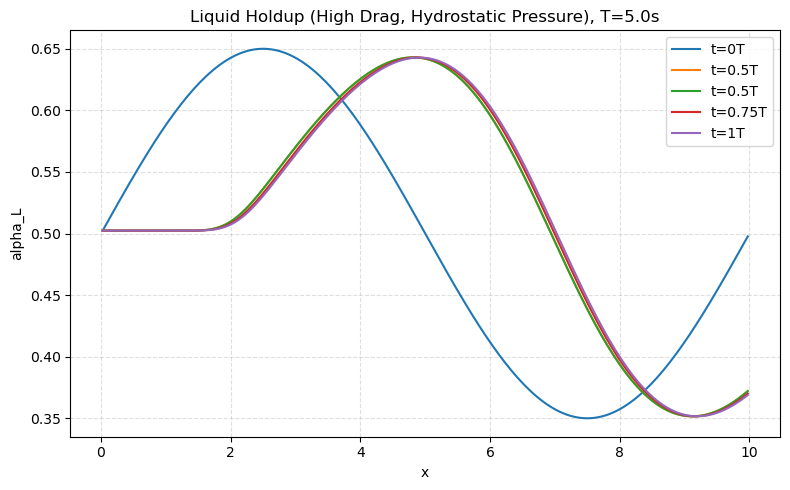 Liquid Holdup (High Drag, Hydrostatic Pressure), T=5.0s
t=0T
t=0.5T
t=0.5T
t=0.75T
t=1T
alpha_L
0.65
0.60
0.55
0.50
0.45
0.40
0.35
0 2 4 6 8 10
x